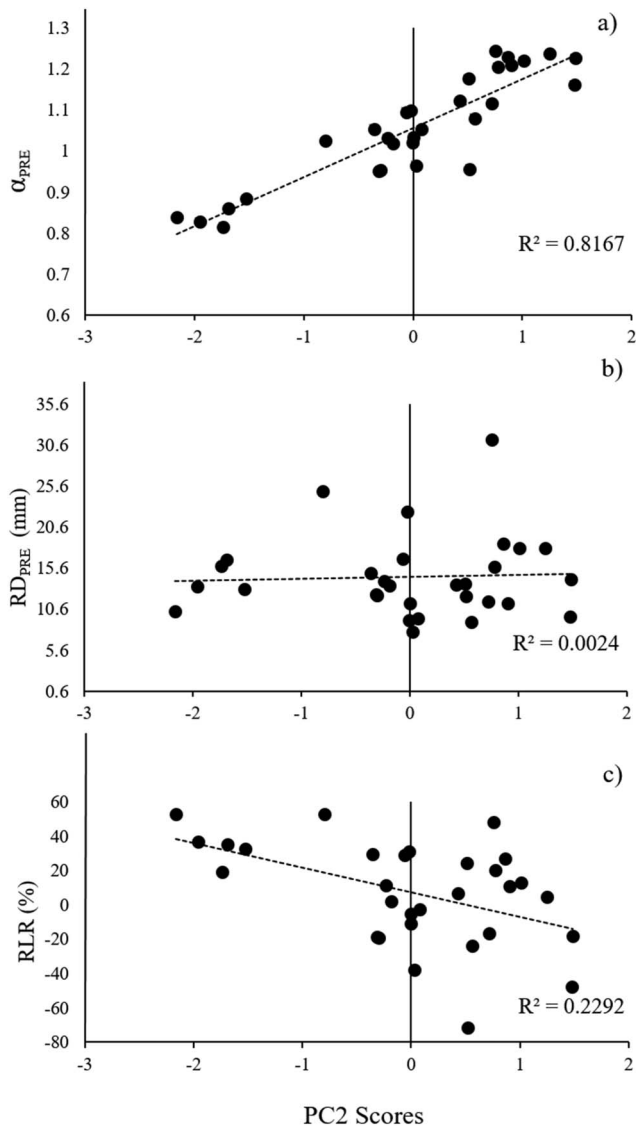 a)
1.3
1.2
1.1
1
0.9
0.8
0.7
0.6
α_PRE
R² = 0.8167
-3 -2 -1 0 1 2
b)
35.6
30.6
25.6
20.6
15.6
10.6
5.6
0.6
RD_PRE (mm)
R² = 0.0024
-3 -2 -1 0 1 2
c)
60
40
20
0
-20
-40
-60
-80
RLR (%)
R² = 0.2292
-3 -2 -1 0 1 2
PC2 Scores